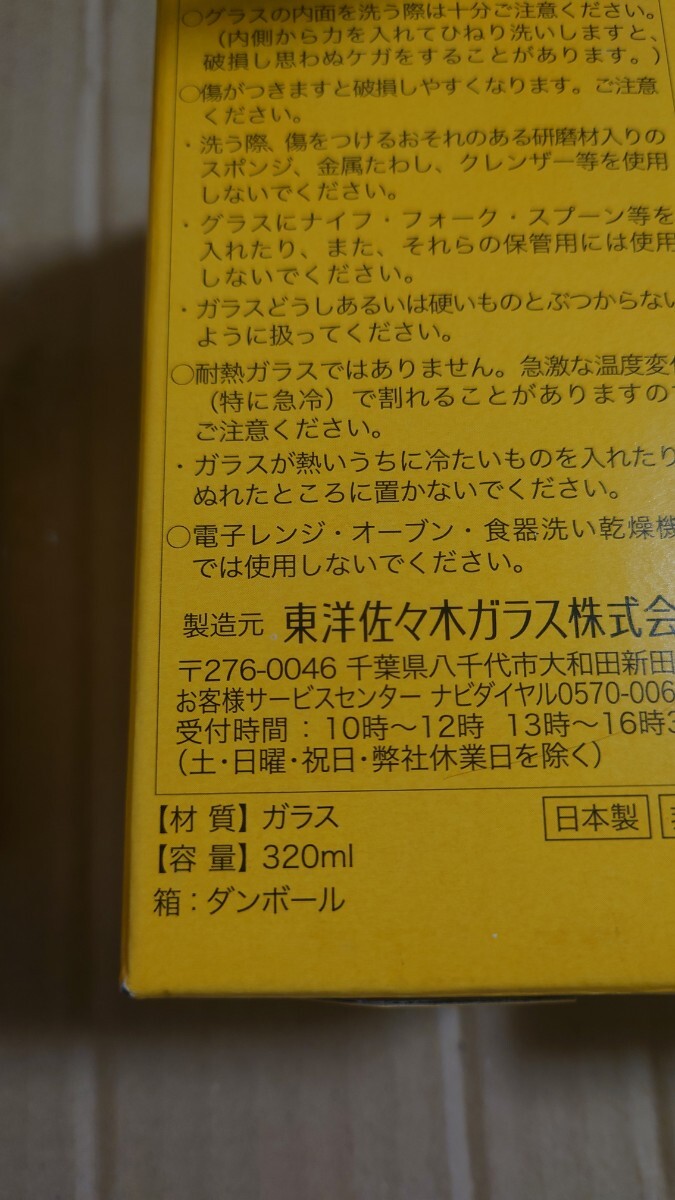 ○グラスの内面を洗う際は十分ご注意ください。
（内側から力を入れてひねり洗いしますと、
破損し思わぬケガをすることがあります。）
○傷がつきますと破損しやすくなります。ご注意
ください。
・洗う際、傷をつけるおそれのある研磨材入りの
スポンジ、金属たわし、クレンザー等を使用
しないでください。
・グラスにナイフ・フォーク・スプーン等を
入れたり、また、それらの保管用には使用
しないでください。
・ガラスどうしあるいは硬いものとぶつからない
ように扱ってください。
○耐熱ガラスではありません。急激な温度変化
（特に急冷）で割れることがありますので
ご注意ください。
・ガラスが熱いうちに冷たいものを入れたり
ぬれたところに置かないでください。
○電子レンジ・オーブン・食器洗い乾燥機
では使用しないでください。
製造元 東洋佐々木ガラス株式会
〒276-0046 千葉県八千代市大和田新田
お客様サービスセンター ナビダイヤル0570-006
受付時間：10時～12時 13時～16時3
（土・日曜・祝日・弊社休業日を除く）
【材 質】ガラス 日本製
【容 量】320ml
箱：ダンボール